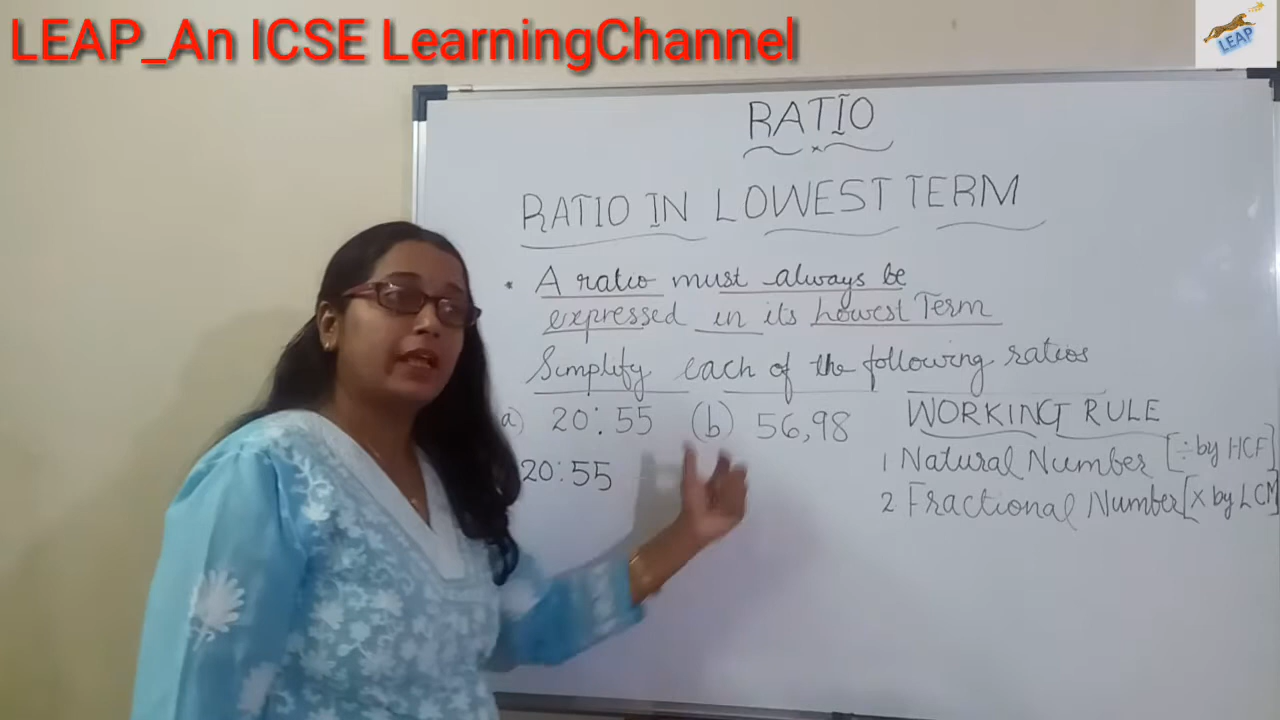 LEAP_An ICSE LearningChannel
LEAP
RATIO
RATIO IN LOWEST TERM
A ratio must always be
expressed in its Lowest Term
Simplify each of the following ratios
a) 20:55 (b) 56,98
20:55
WORKING RULE
1 Natural Number [÷ by HCF]
2 Fractional Number [× by LCM]